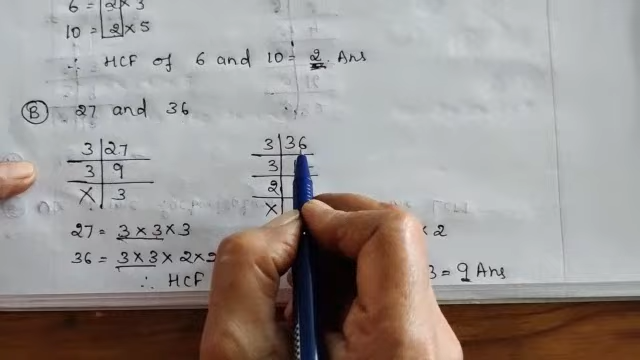 6 = 2 × 3
10 = 2 × 5
∴ HCF of 6 and 10 = 2. Ans
(B) 27 and 36
3 | 27
3 | 9
X | 3
3 | 36
3 |
2 |
X |
27 = 3 × 3 × 3
36 = 3 × 3 × 2 × 2
× 2
∴ HCF
3 = 9 Ans